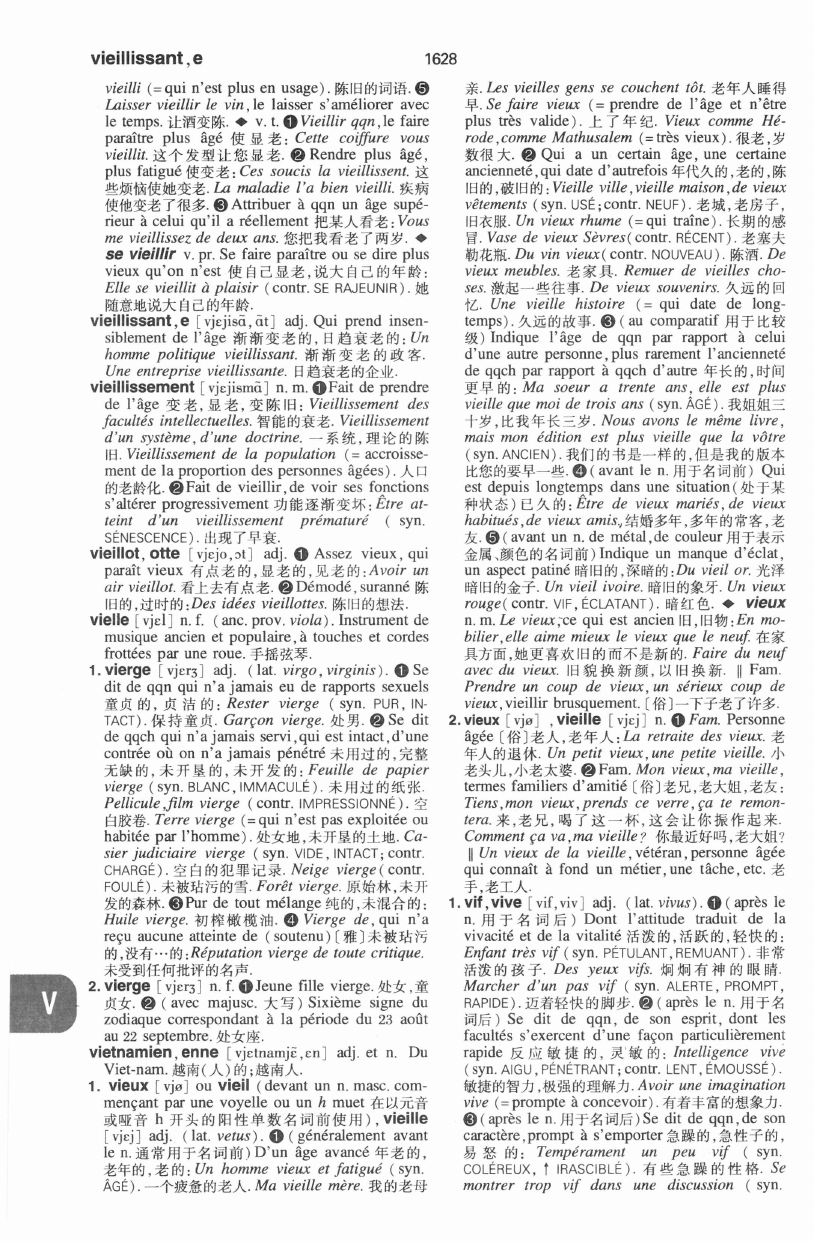 vieillissant,e
1628
vieilli (=qui n'est plus en usage). 陈旧的词语. ❺
Laisser vieillir le vin, le laisser s'améliorer avec
le temps. 让酒变陈. ◆ v. t. ❶ Vieillir qqn, le faire
paraître plus âgé 使显老: Cette coiffure vous
vieillit. 这个发型让您显老. ❷ Rendre plus âgé,
plus fatigué 使变老: Ces soucis la vieillissent. 这
些烦恼使她变老. La maladie l'a bien vieilli. 疾病
使他变老了很多. ❸ Attribuer à qqn un âge supé-
rieur à celui qu'il a réellement 把某人看老: Vous
me vieillissez de deux ans. 您把我看老了两岁. ◆
se vieillir v. pr. Se faire paraître ou se dire plus
vieux qu'on n'est 使自己显老,说大自己的年龄:
Elle se vieillit à plaisir (contr. SE RAJEUNIR). 她
随意地说大自己的年龄.
vieillissant,e [vjɛjisɑ̃, ɑ̃t] adj. Qui prend insen-
siblement de l'âge 渐渐变老的,日趋衰老的: Un
homme politique vieillissant. 渐渐变老的政客.
Une entreprise vieillissante. 日趋衰老的企业.
vieillissement [vjɛjismɑ̃] n. m. ❶ Fait de prendre
de l'âge 变老,显老,变陈旧: Vieillissement des
facultés intellectuelles. 智能的衰老. Vieillissement
d'un système, d'une doctrine. 一系统,理论的陈
旧. Vieillissement de la population (= accroisse-
ment de la proportion des personnes âgées). 人口
的老龄化. ❷ Fait de vieillir, de voir ses fonctions
s'altérer progressivement 功能逐渐变坏: Être at-
teint d'un vieillissement prématuré ( syn.
SÉNESCENCE). 出现了早衰.
vieillot, otte [vjɛjo, ɔt] adj. ❶ Assez vieux, qui
paraît vieux 有点老的,显老的,见老的: Avoir un
air vieillot. 看上去有点老. ❷ Démodé, suranné 陈
旧的,过时的: Des idées vieillottes. 陈旧的想法.
vielle [vjɛl] n. f. (anc. prov. viola). Instrument de
musique ancien et populaire, à touches et cordes
frottées par une roue. 手摇弦琴.
1. vierge [vjɛrʒ] adj. (lat. virgo, virginis). ❶ Se
dit de qqn qui n'a jamais eu de rapports sexuels
童贞的, 贞洁的: Rester vierge ( syn. PUR, IN-
TACT). 保持童贞. Garçon vierge. 处男. ❷ Se dit
de qqch qui n'a jamais servi, qui est intact, d'une
contrée où on n'a jamais pénétré 未用过的,完整
无缺的, 未开垦的, 未开发的: Feuille de papier
vierge (syn. BLANC, IMMACULÉ). 未用过的纸张.
Pellicule, film vierge (contr. IMPRESSIONNÉ). 空
白胶卷. Terre vierge (=qui n'est pas exploitée ou
habitée par l'homme). 处女地,未开垦的土地. Ca-
sier judiciaire vierge ( syn. VIDE, INTACT; contr.
CHARGÉ). 空白的犯罪记录. Neige vierge (contr.
FOULÉ). 未被玷污的雪. Forêt vierge. 原始林,未开
发的森林. ❸ Pur de tout mélange 纯的,未混合的:
Huile vierge. 初榨橄榄油. ❹ Vierge de, qui n'a
reçu aucune atteinte de (soutenu) [雅]未被玷污
的,没有…的: Réputation vierge de toute critique.
未受到任何批评的名声.
2. vierge [vjɛrʒ] n. f. ❶ Jeune fille vierge. 处女,童
贞女. ❷ (avec majusc. 大写) Sixième signe du
zodiaque correspondant à la période du 23 août
au 22 septembre. 处女座.
vietnamien, enne [vjɛtnamjɛ̃, ɛn] adj. et n. Du
Viet-nam. 越南(人)的;越南人.
1. vieux [vjø] ou vieil (devant un n. masc. com-
mençant par une voyelle ou un h muet 在以元音
或哑音 h 开头的阳性单数名词前使用), vieille
[vjɛj] adj. (lat. vetus). ❶ (généralement avant
le n. 通常用于名词前) D'un âge avancé 年老的,
老年的,老的: Un homme vieux et fatigué (syn.
ÂGÉ). 一个疲惫的老人. Ma vieille mère. 我的老母
V
亲. Les vieilles gens se couchent tôt. 老年人睡得
早. Se faire vieux (= prendre de l'âge et n'être
plus très valide). 上了年纪. Vieux comme Hé-
rode, comme Mathusalem (=très vieux). 很老,岁
数很大. ❷ Qui a un certain âge, une certaine
ancienneté, qui date d'autrefois 年代久的,老的,陈
旧的,破旧的: Vieille ville, vieille maison, de vieux
vêtements (syn. USÉ; contr. NEUF). 老城,老房子,
旧衣服. Un vieux rhume (=qui traîne). 长期的感
冒. Vase de vieux Sèvres (contr. RÉCENT). 老塞夫
勒花瓶. Du vin vieux (contr. NOUVEAU). 陈酒. De
vieux meubles. 老家具. Remuer de vieilles cho-
ses. 激起一些往事. De vieux souvenirs. 久远的回
忆. Une vieille histoire (= qui date de long-
temps). 久远的故事. ❸ (au comparatif 用于比较
级) Indique l'âge de qqn par rapport à celui
d'une autre personne, plus rarement l'ancienneté
de qqch par rapport à qqch d'autre 年长的,时间
更早的: Ma soeur a trente ans, elle est plus
vieille que moi de trois ans (syn. ÂGÉ). 我姐姐三
十岁,比我年长三岁. Nous avons le même livre,
mais mon édition est plus vieille que la vôtre
(syn. ANCIEN). 我们的书是一样的,但是我的版本
比您的要早一些. ❹ (avant le n. 用于名词前) Qui
est depuis longtemps dans une situation (处于某
种状态)已久的: Être de vieux mariés, de vieux
habitués, de vieux amis, 结婚多年,多年的常客,老
友. ❺ (avant un n. de métal, de couleur 用于表示
金属、颜色的名词前) Indique un manque d'éclat,
un aspect patiné 暗旧的,深暗的: Du vieil or. 光泽
暗旧的金子. Un vieil ivoire. 暗旧的象牙. Un vieux
rouge (contr. VIF, ÉCLATANT). 暗红色. ◆ vieux
n. m. Le vieux, ce qui est ancien 旧,旧物: En mo-
bilier, elle aime mieux le vieux que le neuf. 在家
具方面,她更喜欢旧的而不是新的. Faire du neuf
avec du vieux. 旧貌换新颜,以旧换新. ‖ Fam.
Prendre un coup de vieux, un sérieux coup de
vieux, vieillir brusquement. [俗]一下子老了许多.
2. vieux [vjø], vieille [vjɛj] n. ❶ Fam. Personne
âgée [俗]老人,老年人: La retraite des vieux. 老
年人的退休. Un petit vieux, une petite vieille. 小
老头儿,小老太婆. ❷ Fam. Mon vieux, ma vieille,
termes familiers d'amitié [俗]老兄,老大姐,老友:
Tiens, mon vieux, prends ce verre, ça te remon-
tera. 来,老兄,喝了这一杯,这会让你振作起来.
Comment ça va, ma vieille? 你最近好吗,老大姐?
‖ Un vieux de la vieille, vétéran, personne âgée
qui connaît à fond un métier, une tâche, etc. 老
手,老工人.
1. vif, vive [vif, viv] adj. (lat. vivus). ❶ (après le
n. 用于名词后) Dont l'attitude traduit de la
vivacité et de la vitalité 活泼的,活跃的,轻快的:
Enfant très vif (syn. PÉTULANT, REMUANT). 非常
活泼的孩子. Des yeux vifs. 炯炯有神的眼睛.
Marcher d'un pas vif (syn. ALERTE, PROMPT,
RAPIDE). 迈着轻快的脚步. ❷ (après le n. 用于名
词后) Se dit de qqn, de son esprit, dont les
facultés s'exercent d'une façon particulièrement
rapide 反应敏捷的, 灵敏的: Intelligence vive
(syn. AIGU, PÉNÉTRANT; contr. LENT, ÉMOUSSÉ).
敏捷的智力,极强的理解力. Avoir une imagination
vive (=prompte à concevoir). 有着丰富的想象力.
❸ (après le n. 用于名词后) Se dit de qqn, de son
caractère, prompt à s'emporter 急躁的,急性子的,
易怒的: Tempérament un peu vif ( syn.
COLÉREUX, ↑ IRASCIBLE). 有些急躁的性格. Se
montrer trop vif dans une discussion ( syn.